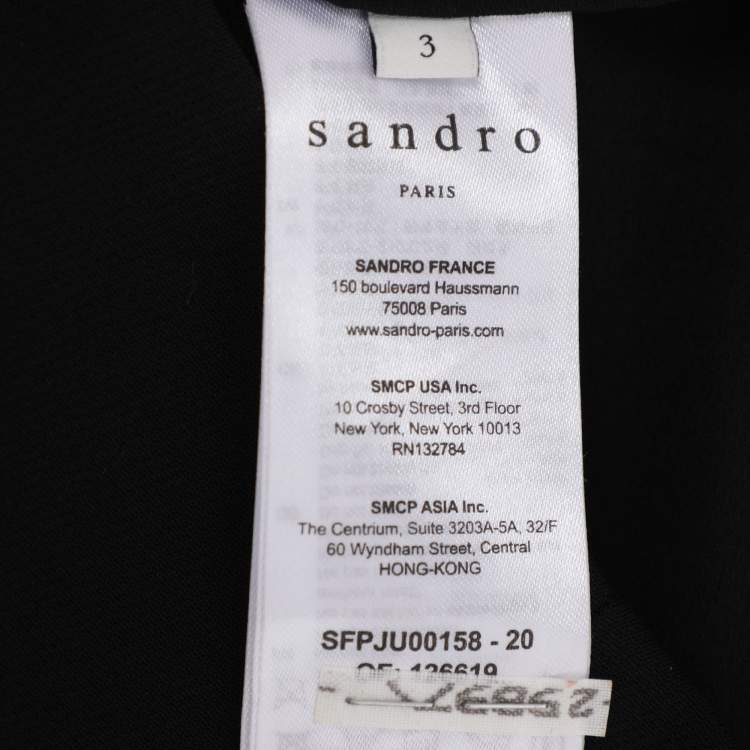 3
sandro
PARIS
SANDRO FRANCE
150 boulevard Haussmann
75008 Paris
www.sandro-paris.com
SMCP USA Inc.
10 Crosby Street, 3rd Floor
New York, New York 10013
RN132784
SMCP ASIA Inc.
The Centrium, Suite 3203A-5A, 32/F
60 Wyndham Street, Central
HONG-KONG
SFPJU00158 - 20
OF: 126619